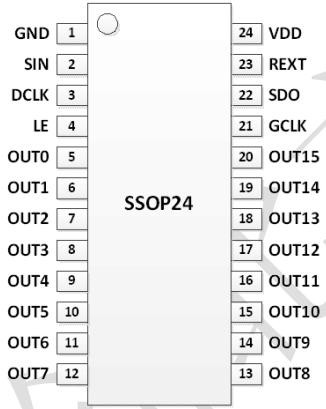 GND 1 24 VDD
SIN 2 23 REXT
DCLK 3 22 SDO
LE 4 21 GCLK
OUT0 5 20 OUT15
OUT1 6 19 OUT14
SSOP24
OUT2 7 18 OUT13
OUT3 8 17 OUT12
OUT4 9 16 OUT11
OUT5 10 15 OUT10
OUT6 11 14 OUT9
OUT7 12 13 OUT8